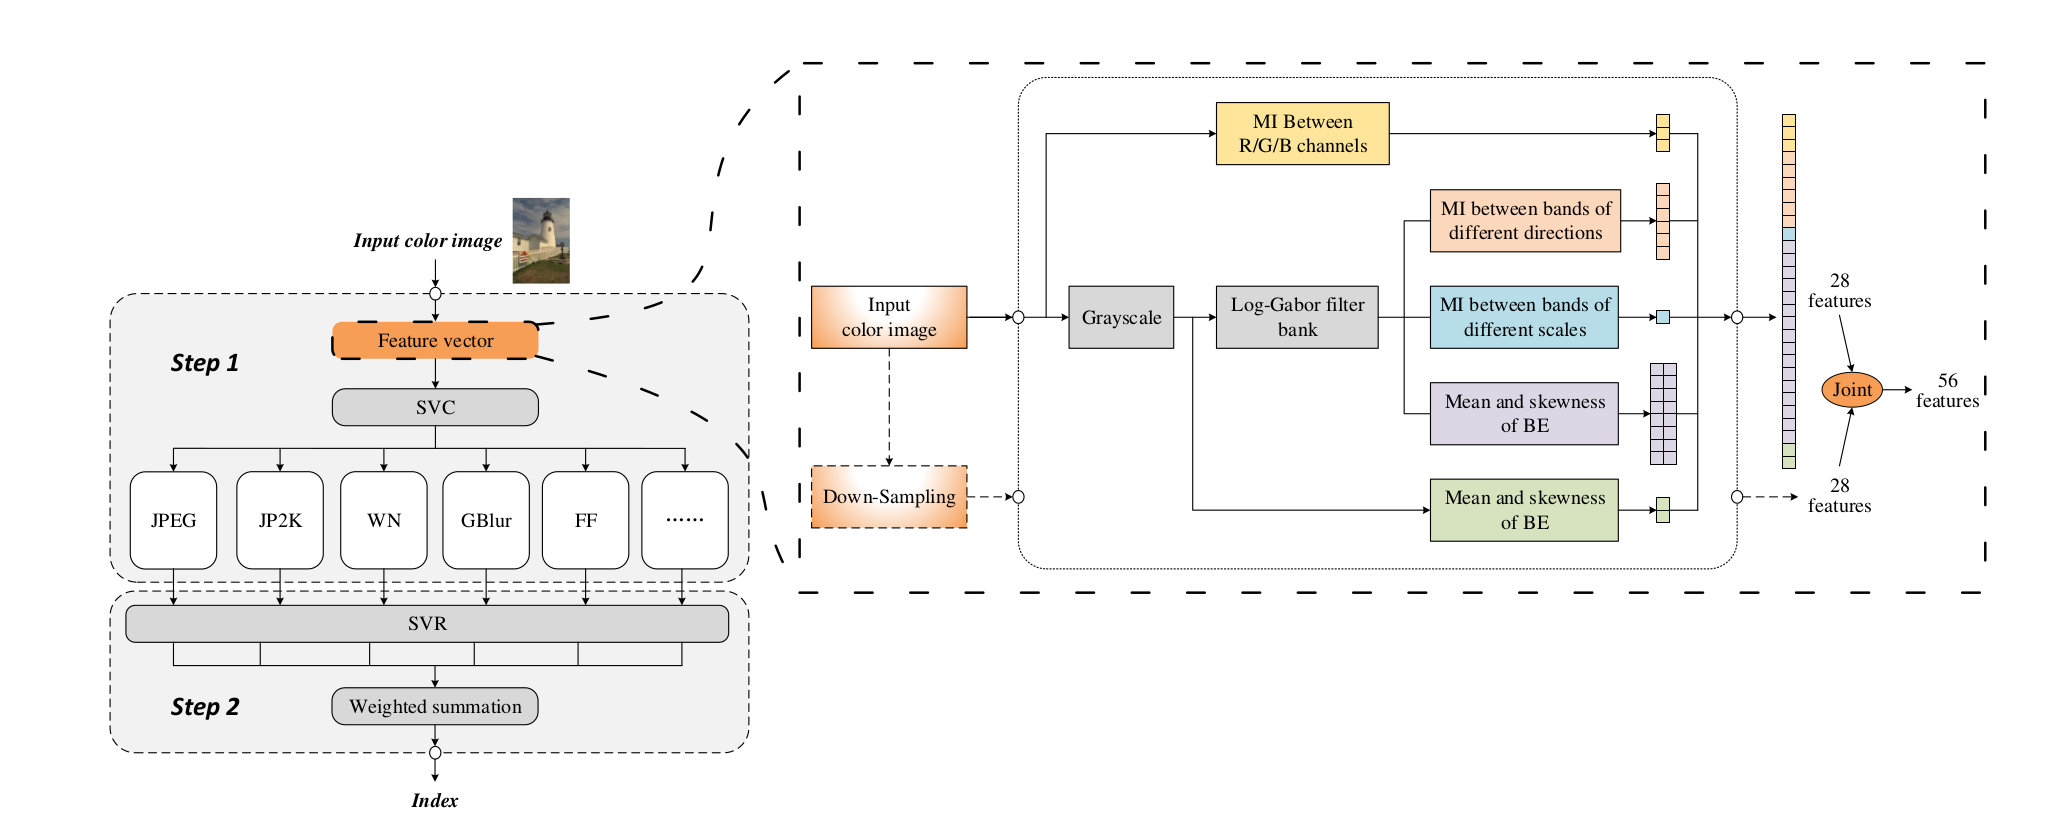 Input color image
Step 1
Feature vector
SVC
JPEG
JP2K
WN
GBlur
FF
······
SVR
Step 2
Weighted summation
Index
Input
color image
Down-Sampling
Grayscale
Log-Gabor filter
bank
MI Between
R/G/B channels
MI between bands of
different directions
MI between bands of
different scales
Mean and skewness
of BE
Mean and skewness
of BE
28
features
Joint
56
features
28
features